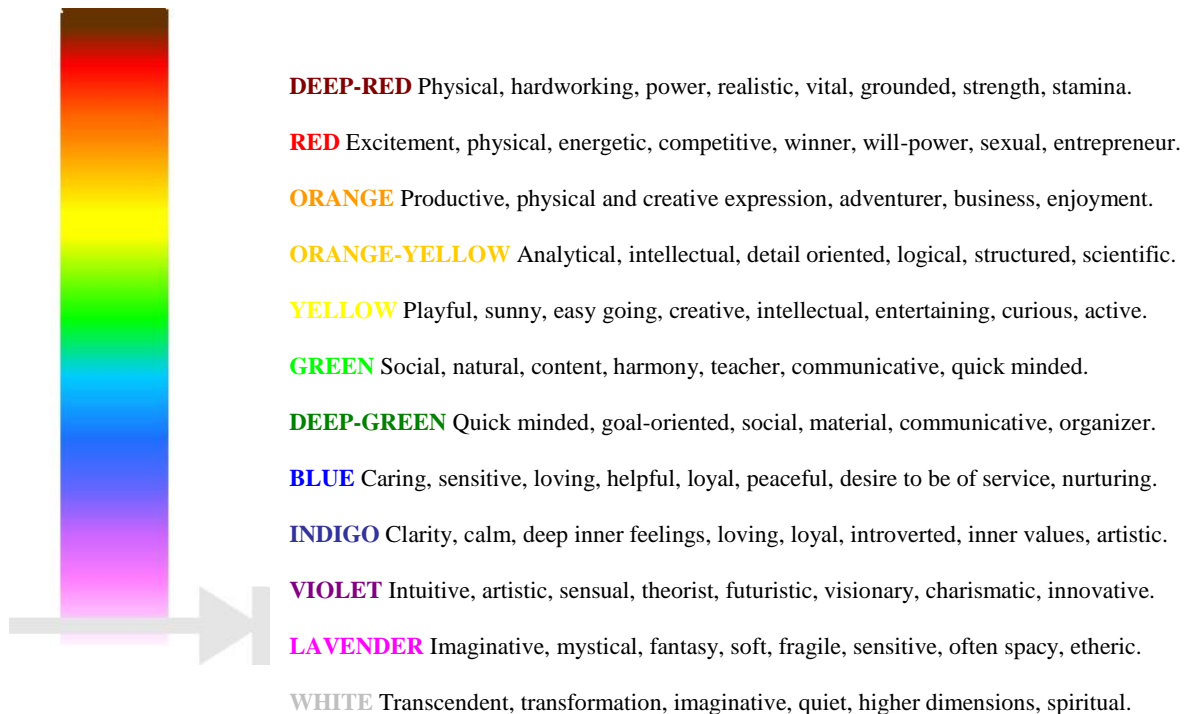 DEEP-RED Physical, hardworking, power, realistic, vital, grounded, strength, stamina.
RED Excitement, physical, energetic, competitive, winner, will-power, sexual, entrepreneur.
ORANGE Productive, physical and creative expression, adventurer, business, enjoyment.
ORANGE-YELLOW Analytical, intellectual, detail oriented, logical, structured, scientific.
YELLOW Playful, sunny, easy going, creative, intellectual, entertaining, curious, active.
GREEN Social, natural, content, harmony, teacher, communicative, quick minded.
DEEP-GREEN Quick minded, goal-oriented, social, material, communicative, organizer.
BLUE Caring, sensitive, loving, helpful, loyal, peaceful, desire to be of service, nurturing.
INDIGO Clarity, calm, deep inner feelings, loving, loyal, introverted, inner values, artistic.
VIOLET Intuitive, artistic, sensual, theorist, futuristic, visionary, charismatic, innovative.
LAVENDER Imaginative, mystical, fantasy, soft, fragile, sensitive, often spacy, etheric.
WHITE Transcendent, transformation, imaginative, quiet, higher dimensions, spiritual.